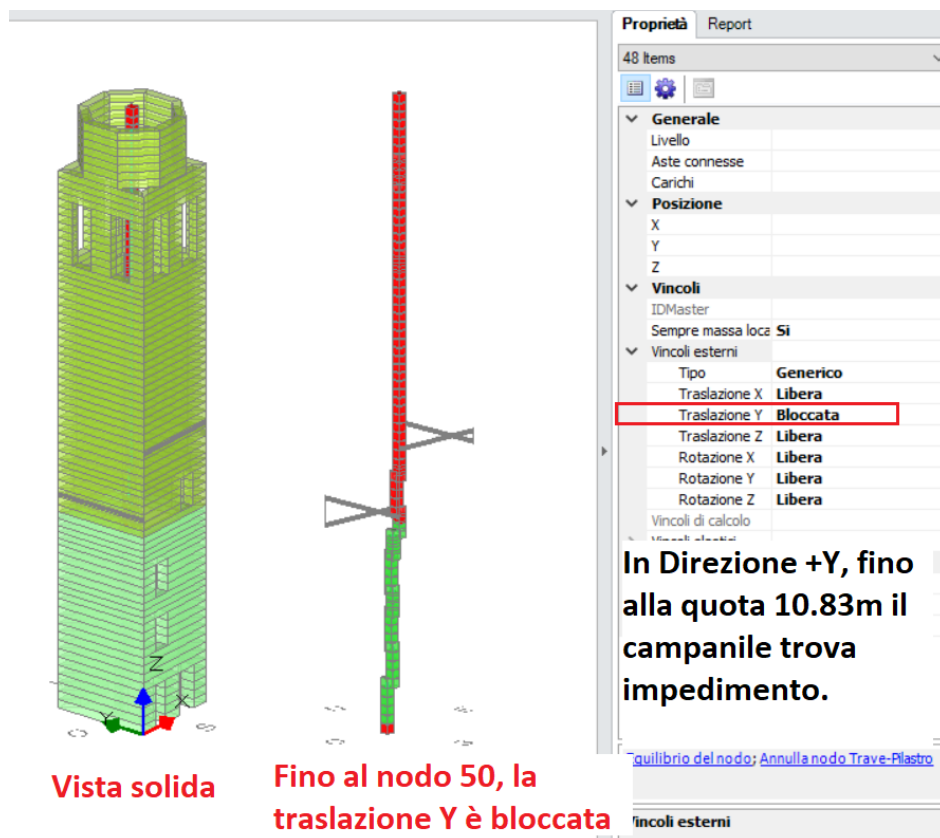 Proprietà Report
48 Items
Generale
Livello
Aste connesse
Carichi
Posizione
X
Y
Z
Vincoli
IDMaster
Sempre massa loca Si
Vincoli esterni
Tipo Generico
Traslazione X Libera
Traslazione Y Bloccata
Traslazione Z Libera
Rotazione X Libera
Rotazione Y Libera
Rotazione Z Libera
Vincoli di calcolo
Vincoli elastici
In Direzione +Y, fino
alla quota 10.83m il
campanile trova
impedimento.
Equilibrio del nodo; Annulla nodo Trave-Pilastro
Vincoli esterni
Z
Y
X
Vista solida
Fino al nodo 50, la
traslazione Y è bloccata